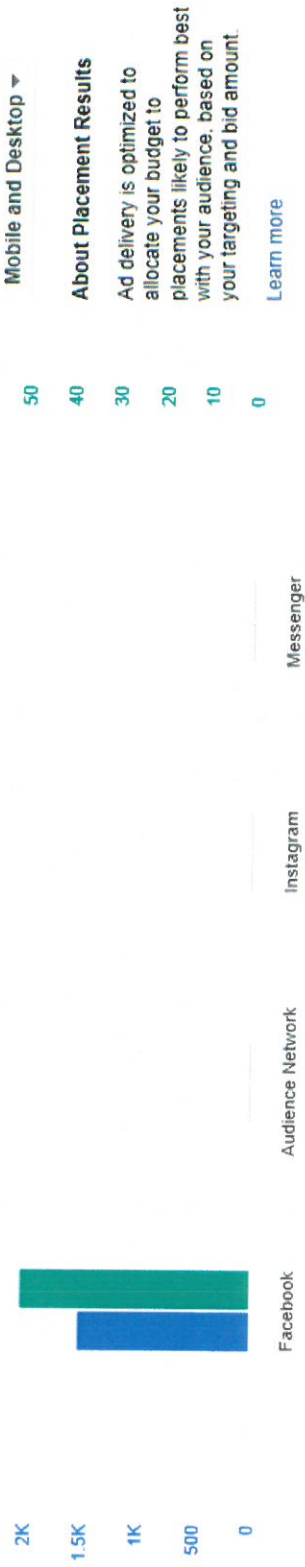 2K
1.5K
1K
500
0
Facebook
Audience Network
Instagram
Messenger
50
40
30
20
10
0
Mobile and Desktop
About Placement Results
Ad delivery is optimized to
allocate your budget to
placements likely to perform best
with your audience, based on
your targeting and bid amount.
Learn more